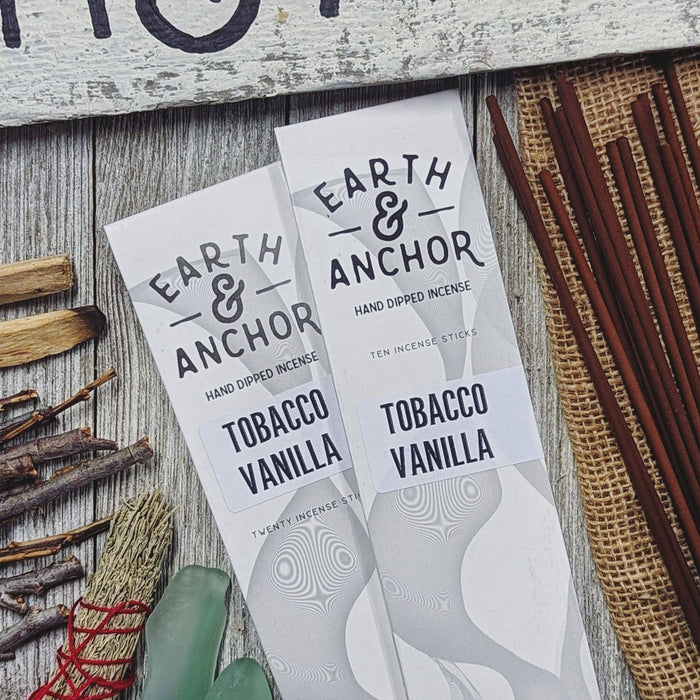 EARTH
&
ANCHOR
HAND DIPPED INCENSE
TOBACCO
VANILLA
TWENTY INCENSE STI
EARTH
&
ANCHOR
HAND DIPPED INCENSE
TEN INCENSE STICKS
TOBACCO
VANILLA